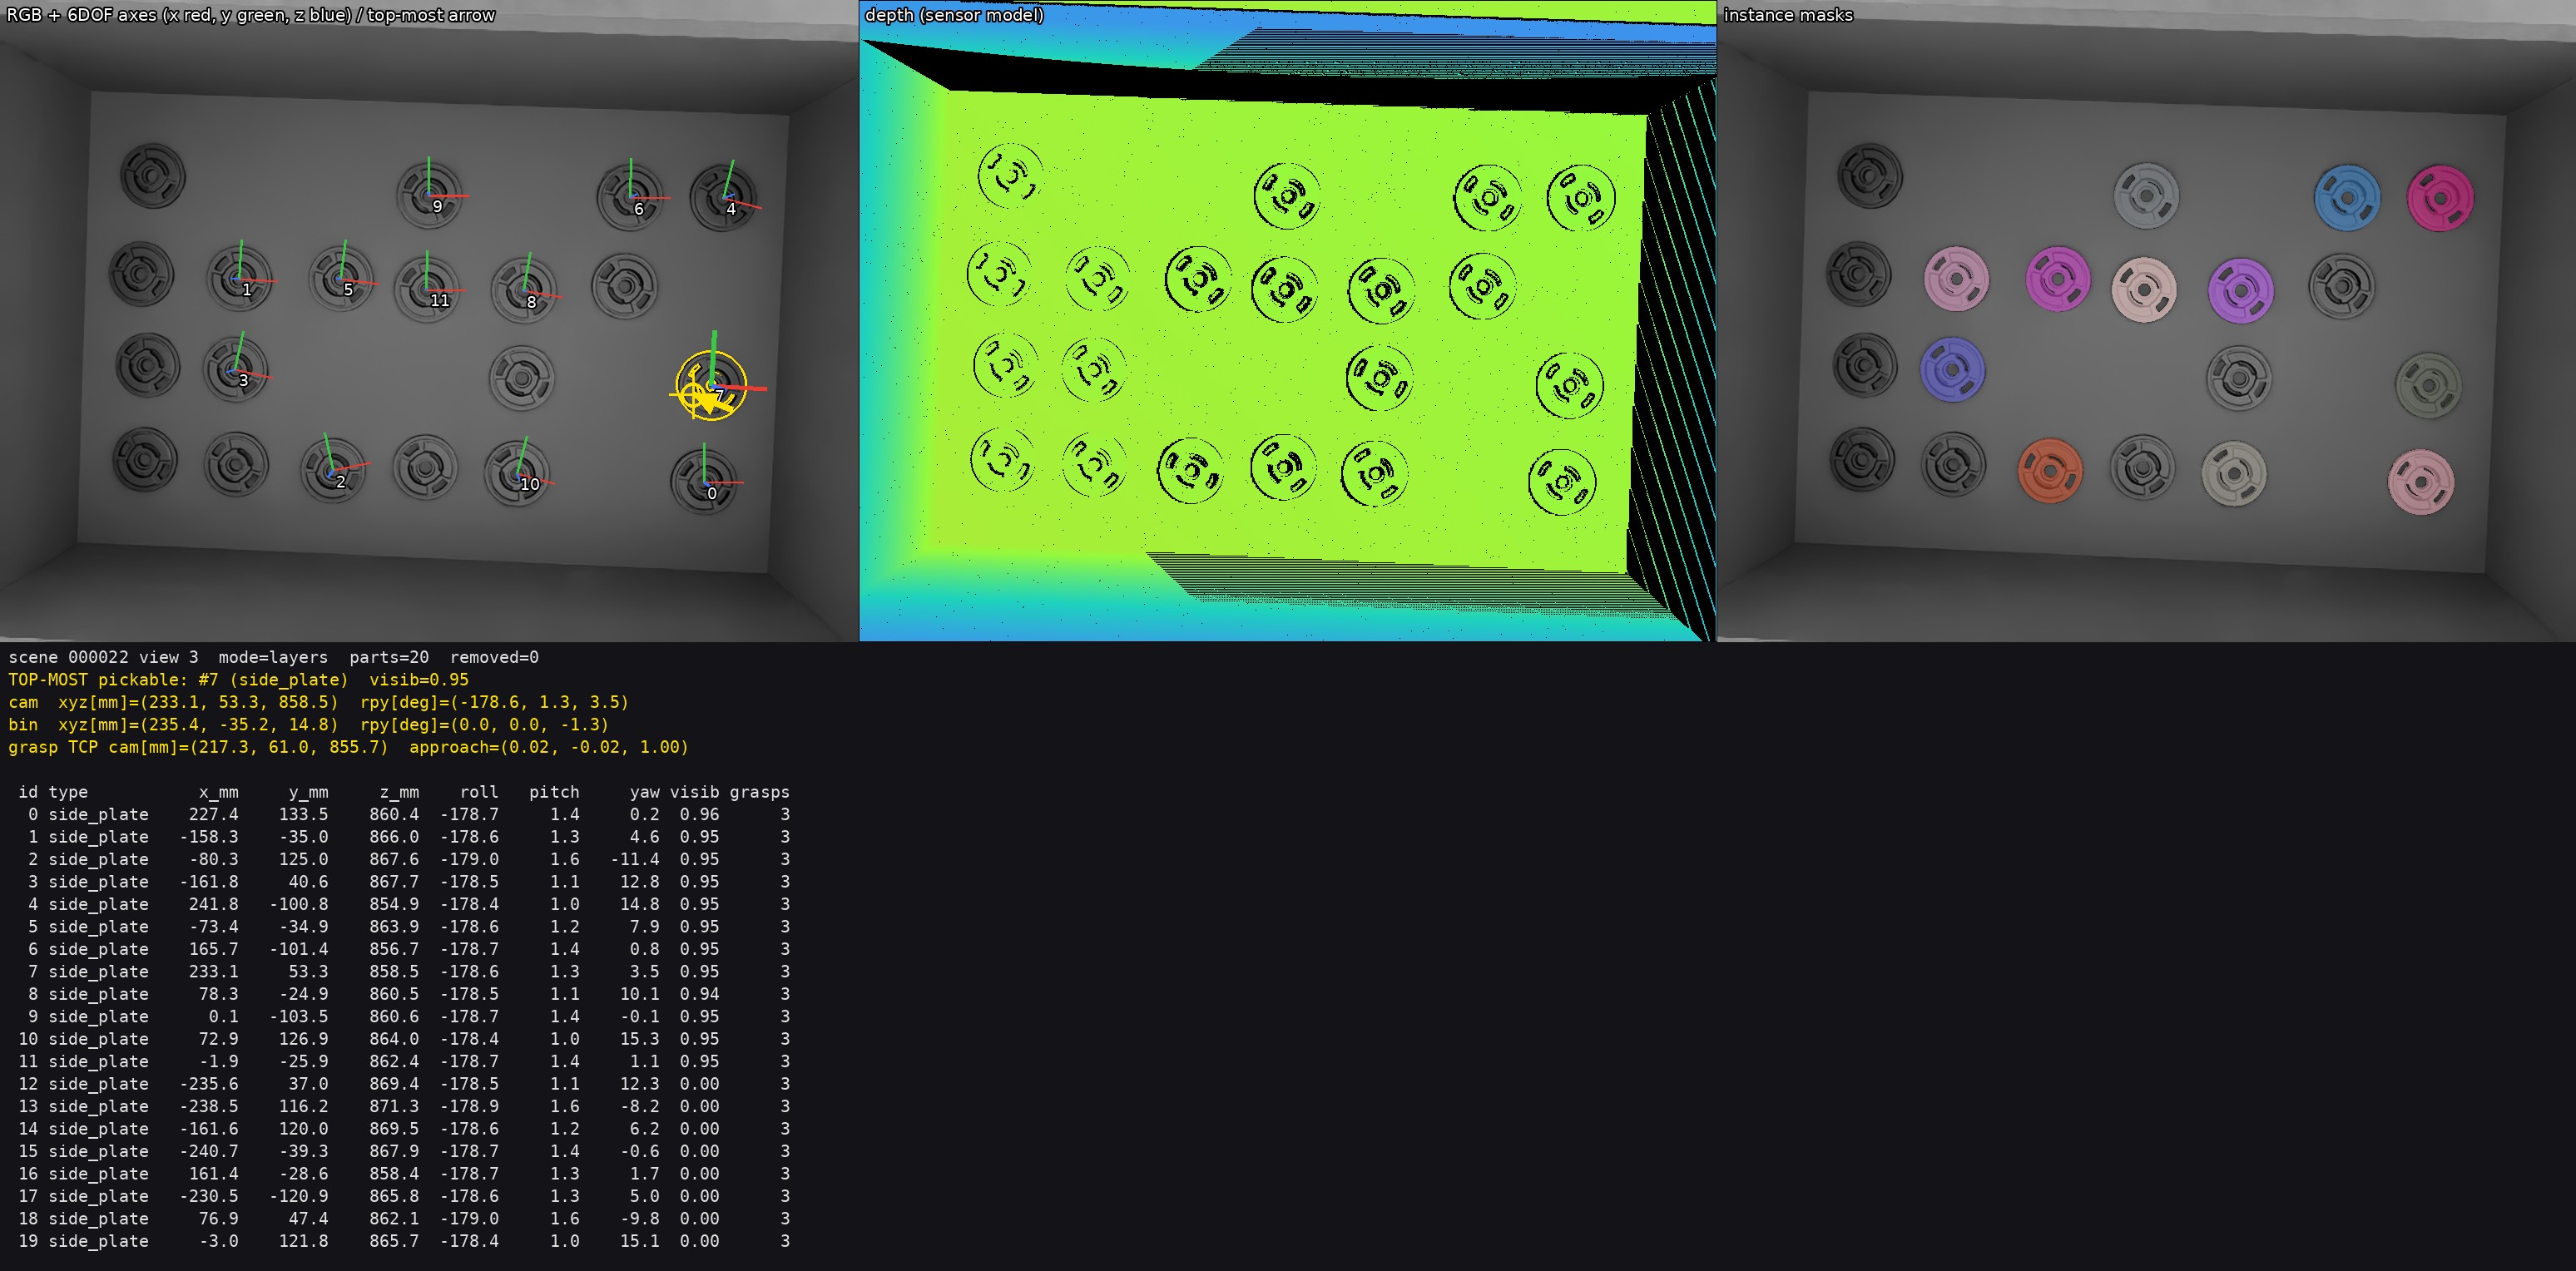 RGB + 6DOF axes (x red, y green, z blue) / top-most arrow
depth (sensor model)
instance masks
9
6
4
1
5
11
8
3
7
2
10
0
scene 000022 view 3  mode=layers  parts=20  removed=0
TOP-MOST pickable: #7 (side_plate)  visib=0.95
cam  xyz[mm]=(233.1, 53.3, 858.5)  rpy[deg]=(-178.6, 1.3, 3.5)
bin  xyz[mm]=(235.4, -35.2, 14.8)  rpy[deg]=(0.0, 0.0, -1.3)
grasp TCP cam[mm]=(217.3, 61.0, 855.7)  approach=(0.02, -0.02, 1.00)
id type x_mm y_mm z_mm roll pitch yaw visib grasps
0 side_plate 227.4 133.5 860.4 -178.7 1.4 0.2 0.96 3
1 side_plate -158.3 -35.0 866.0 -178.6 1.3 4.6 0.95 3
2 side_plate -80.3 125.0 867.6 -179.0 1.6 -11.4 0.95 3
3 side_plate -161.8 40.6 867.7 -178.5 1.1 12.8 0.95 3
4 side_plate 241.8 -100.8 854.9 -178.4 1.0 14.8 0.95 3
5 side_plate -73.4 -34.9 863.9 -178.6 1.2 7.9 0.95 3
6 side_plate 165.7 -101.4 856.7 -178.7 1.4 0.8 0.95 3
7 side_plate 233.1 53.3 858.5 -178.6 1.3 3.5 0.95 3
8 side_plate 78.3 -24.9 860.5 -178.5 1.1 10.1 0.94 3
9 side_plate 0.1 -103.5 860.6 -178.7 1.4 -0.1 0.95 3
10 side_plate 72.9 126.9 864.0 -178.4 1.0 15.3 0.95 3
11 side_plate -1.9 -25.9 862.4 -178.7 1.4 1.1 0.95 3
12 side_plate -235.6 37.0 869.4 -178.5 1.1 12.3 0.00 3
13 side_plate -238.5 116.2 871.3 -178.9 1.6 -8.2 0.00 3
14 side_plate -161.6 120.0 869.5 -178.6 1.2 6.2 0.00 3
15 side_plate -240.7 -39.3 867.9 -178.7 1.4 -0.6 0.00 3
16 side_plate 161.4 -28.6 858.4 -178.7 1.3 1.7 0.00 3
17 side_plate -230.5 -120.9 865.8 -178.6 1.3 5.0 0.00 3
18 side_plate 76.9 47.4 862.1 -179.0 1.6 -9.8 0.00 3
19 side_plate -3.0 121.8 865.7 -178.4 1.0 15.1 0.00 3